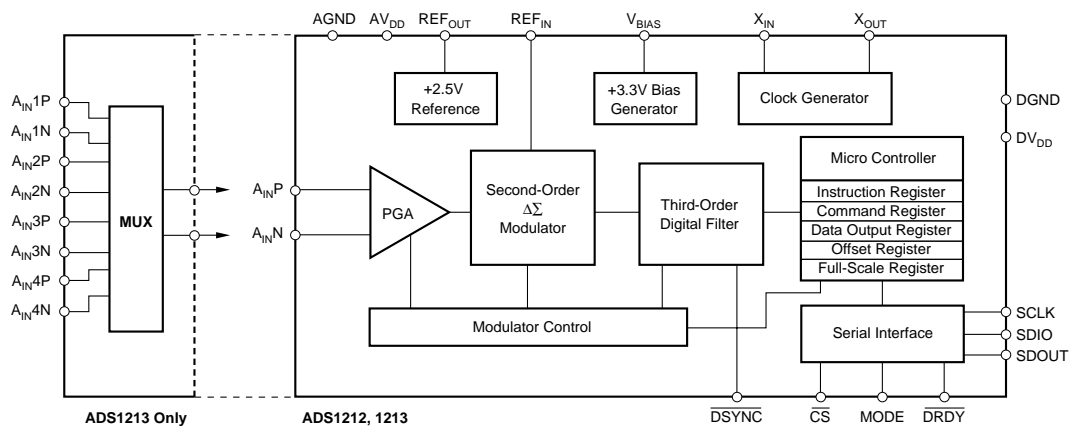 AGND AVDD REFOUT REFIN VBIAS XIN XOUT
+2.5V
Reference
+3.3V Bias
Generator
Clock Generator
DGND
DVDD
AIN1P
AIN1N
AIN2P
AIN2N
AIN3P
AIN3N
AIN4P
AIN4N
MUX
AINP
AINN
PGA
Second-Order
ΔΣ
Modulator
Third-Order
Digital Filter
Micro Controller
Instruction Register
Command Register
Data Output Register
Offset Register
Full-Scale Register
Modulator Control
Serial Interface
SCLK
SDIO
SDOUT
ADS1213 Only
ADS1212, 1213
DSYNC CS MODE DRDY